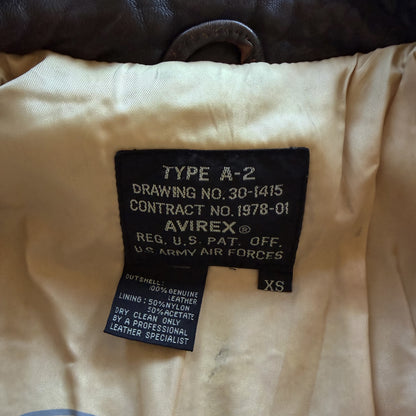 TYPE A-2
DRAWING NO. 30-1415
CONTRACT NO. 1978-01
AVIREX®
REG. U.S. PAT. OFF.
U.S ARMY AIR FORCES
XS
OUTSHELL:
100% GENUINE
LEATHER
LINING: 50% NYLON
50% ACETATE
DRY CLEAN ONLY
BY A PROFESSIONAL
LEATHER SPECIALIST